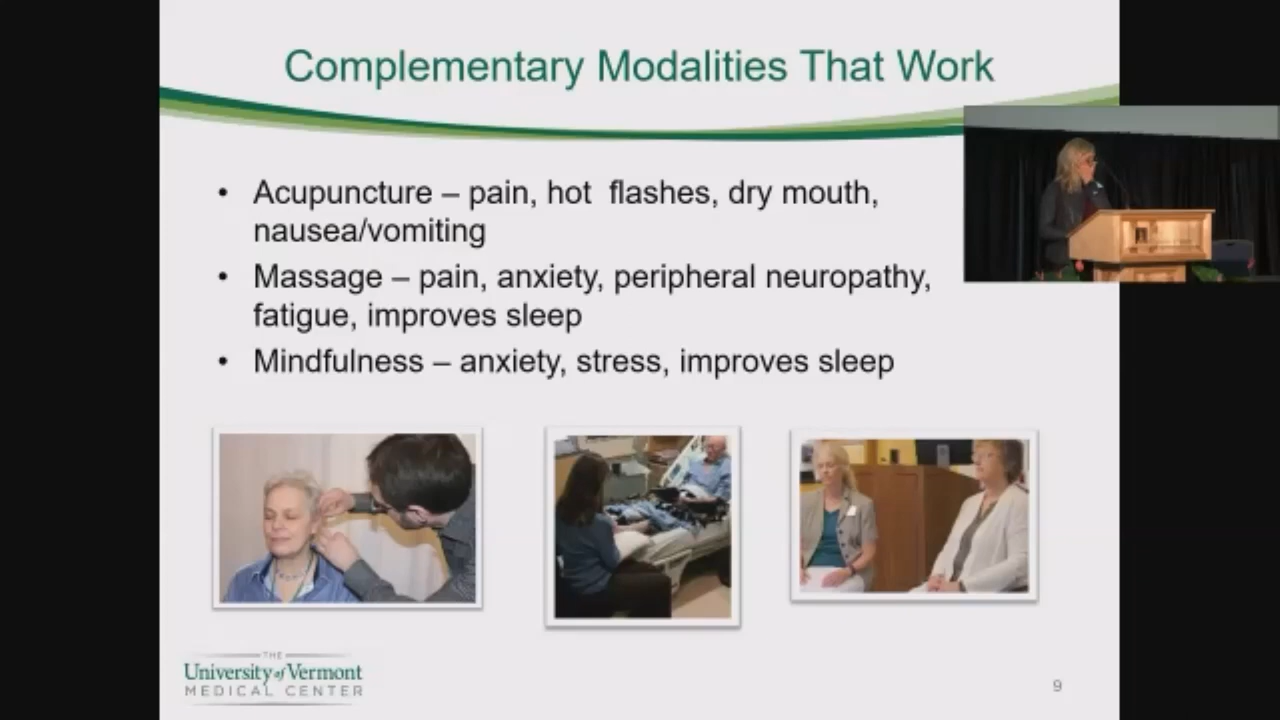 Complementary Modalities That Work
• Acupuncture – pain, hot flashes, dry mouth,
nausea/vomiting
• Massage – pain, anxiety, peripheral neuropathy,
fatigue, improves sleep
• Mindfulness – anxiety, stress, improves sleep
THE
University of Vermont
MEDICAL CENTER
9